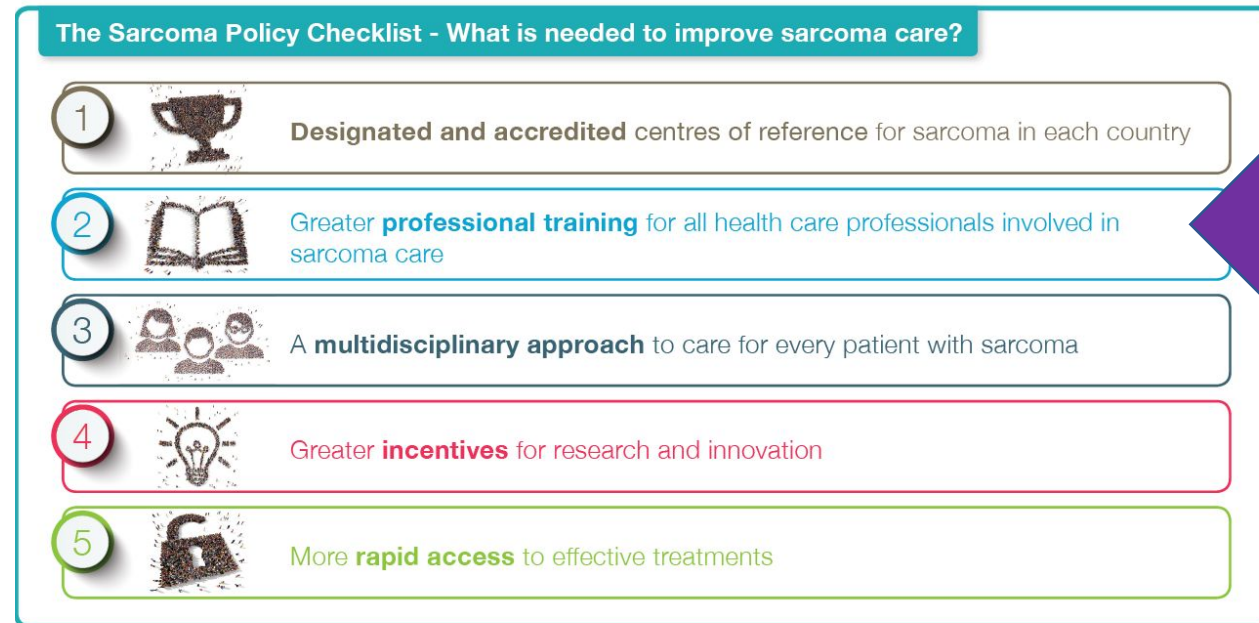 The Sarcoma Policy Checklist - What is needed to improve sarcoma care?
1
Designated and accredited centres of reference for sarcoma in each country
2
Greater professional training for all health care professionals involved in
sarcoma care
3
A multidisciplinary approach to care for every patient with sarcoma
4
Greater incentives for research and innovation
5
More rapid access to effective treatments